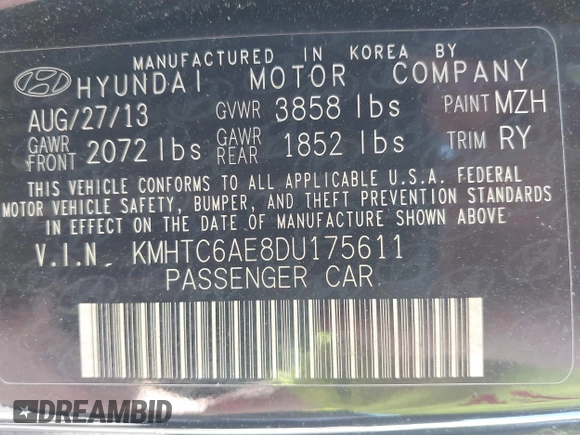 MANUFACTURED IN KOREA BY
HYUNDAI MOTOR COMPANY
AUG/27/13 GVWR 3858 lbs PAINT MZH
GAWR FRONT 2072 lbs GAWR REAR 1852 lbs TRIM RY
THIS VEHICLE CONFORMS TO ALL APPLICABLE U.S.A. FEDERAL
MOTOR VEHICLE SAFETY, BUMPER, AND THEFT PREVENTION STANDARDS
IN EFFECT ON THE DATE OF MANUFACTURE SHOWN ABOVE
V.I.N. KMHTC6AE8DU175611
PASSENGER CAR
DREAMBID